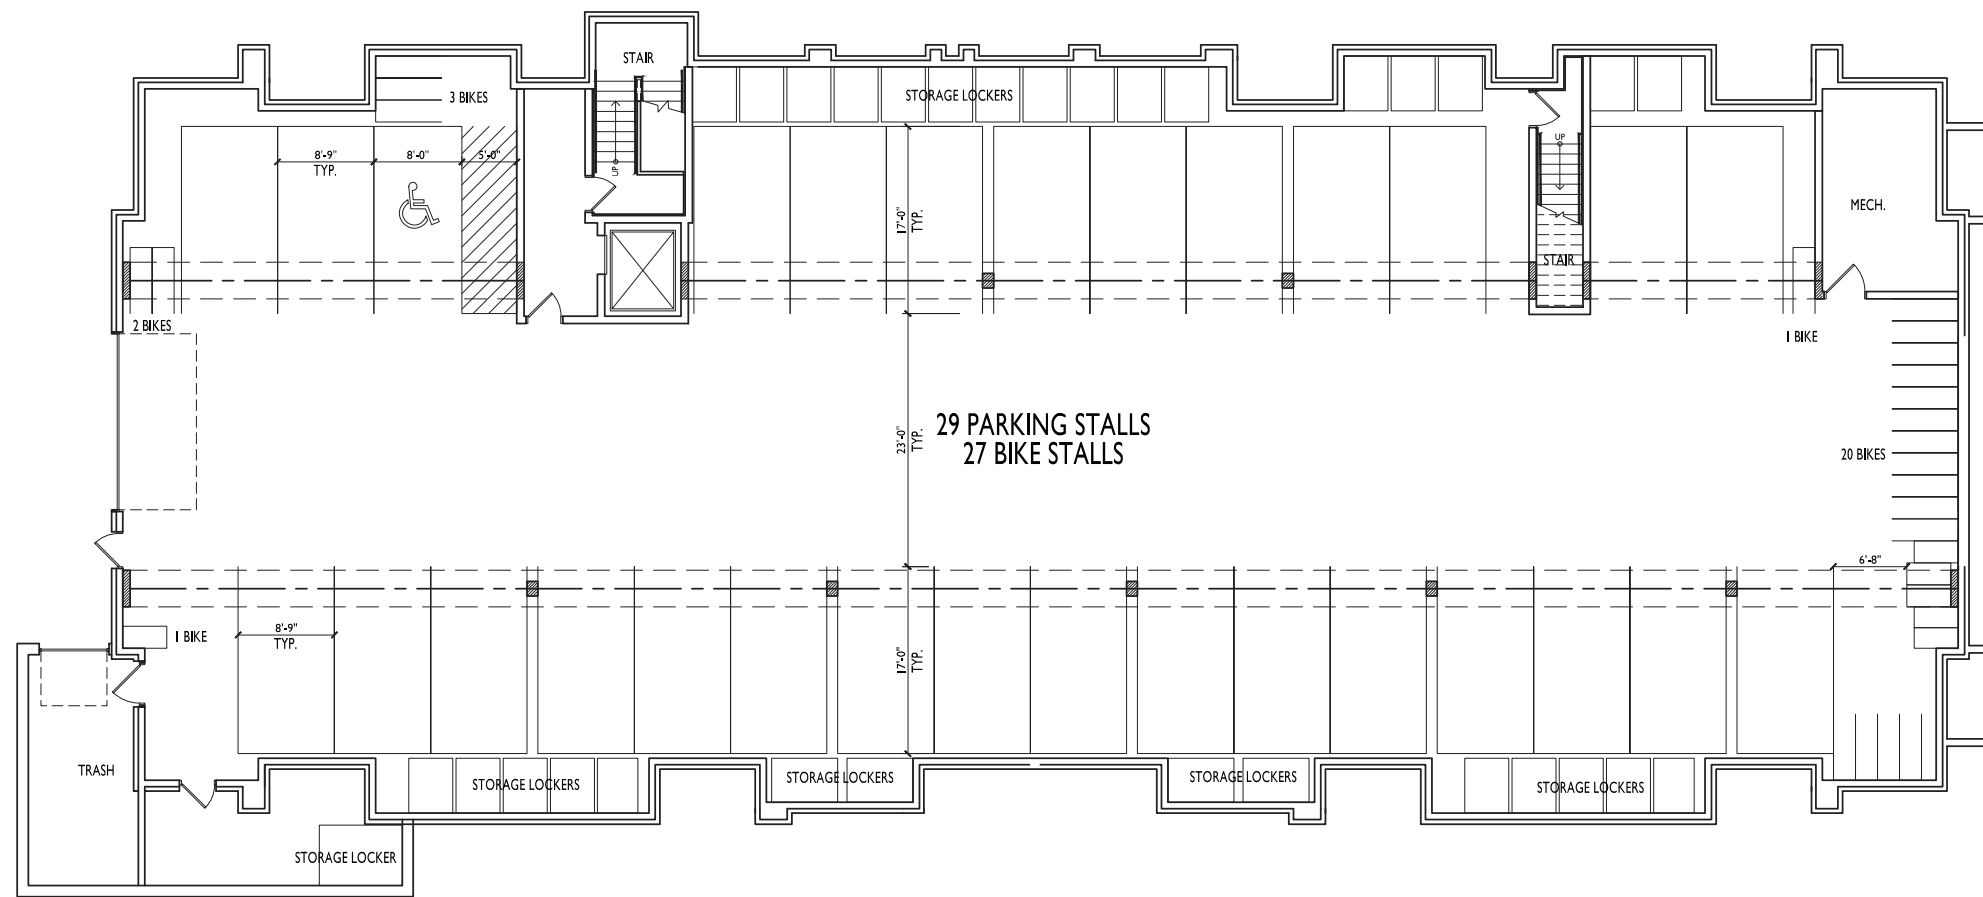 STAIR
3 BIKES
STORAGE LOCKERS
UP
8'-9"
TYP.
8'-0"
5'-0"
UP
17'-0"
TYP.
MECH.
STAIR
2 BIKES
1 BIKE
29 PARKING STALLS
27 BIKE STALLS
23'-0"
TYP.
20 BIKES
6'-8"
8'-9"
TYP.
1 BIKE
17'-0"
TYP.
TRASH
STORAGE LOCKERS
STORAGE LOCKERS
STORAGE LOCKERS
STORAGE LOCKERS
STORAGE LOCKER